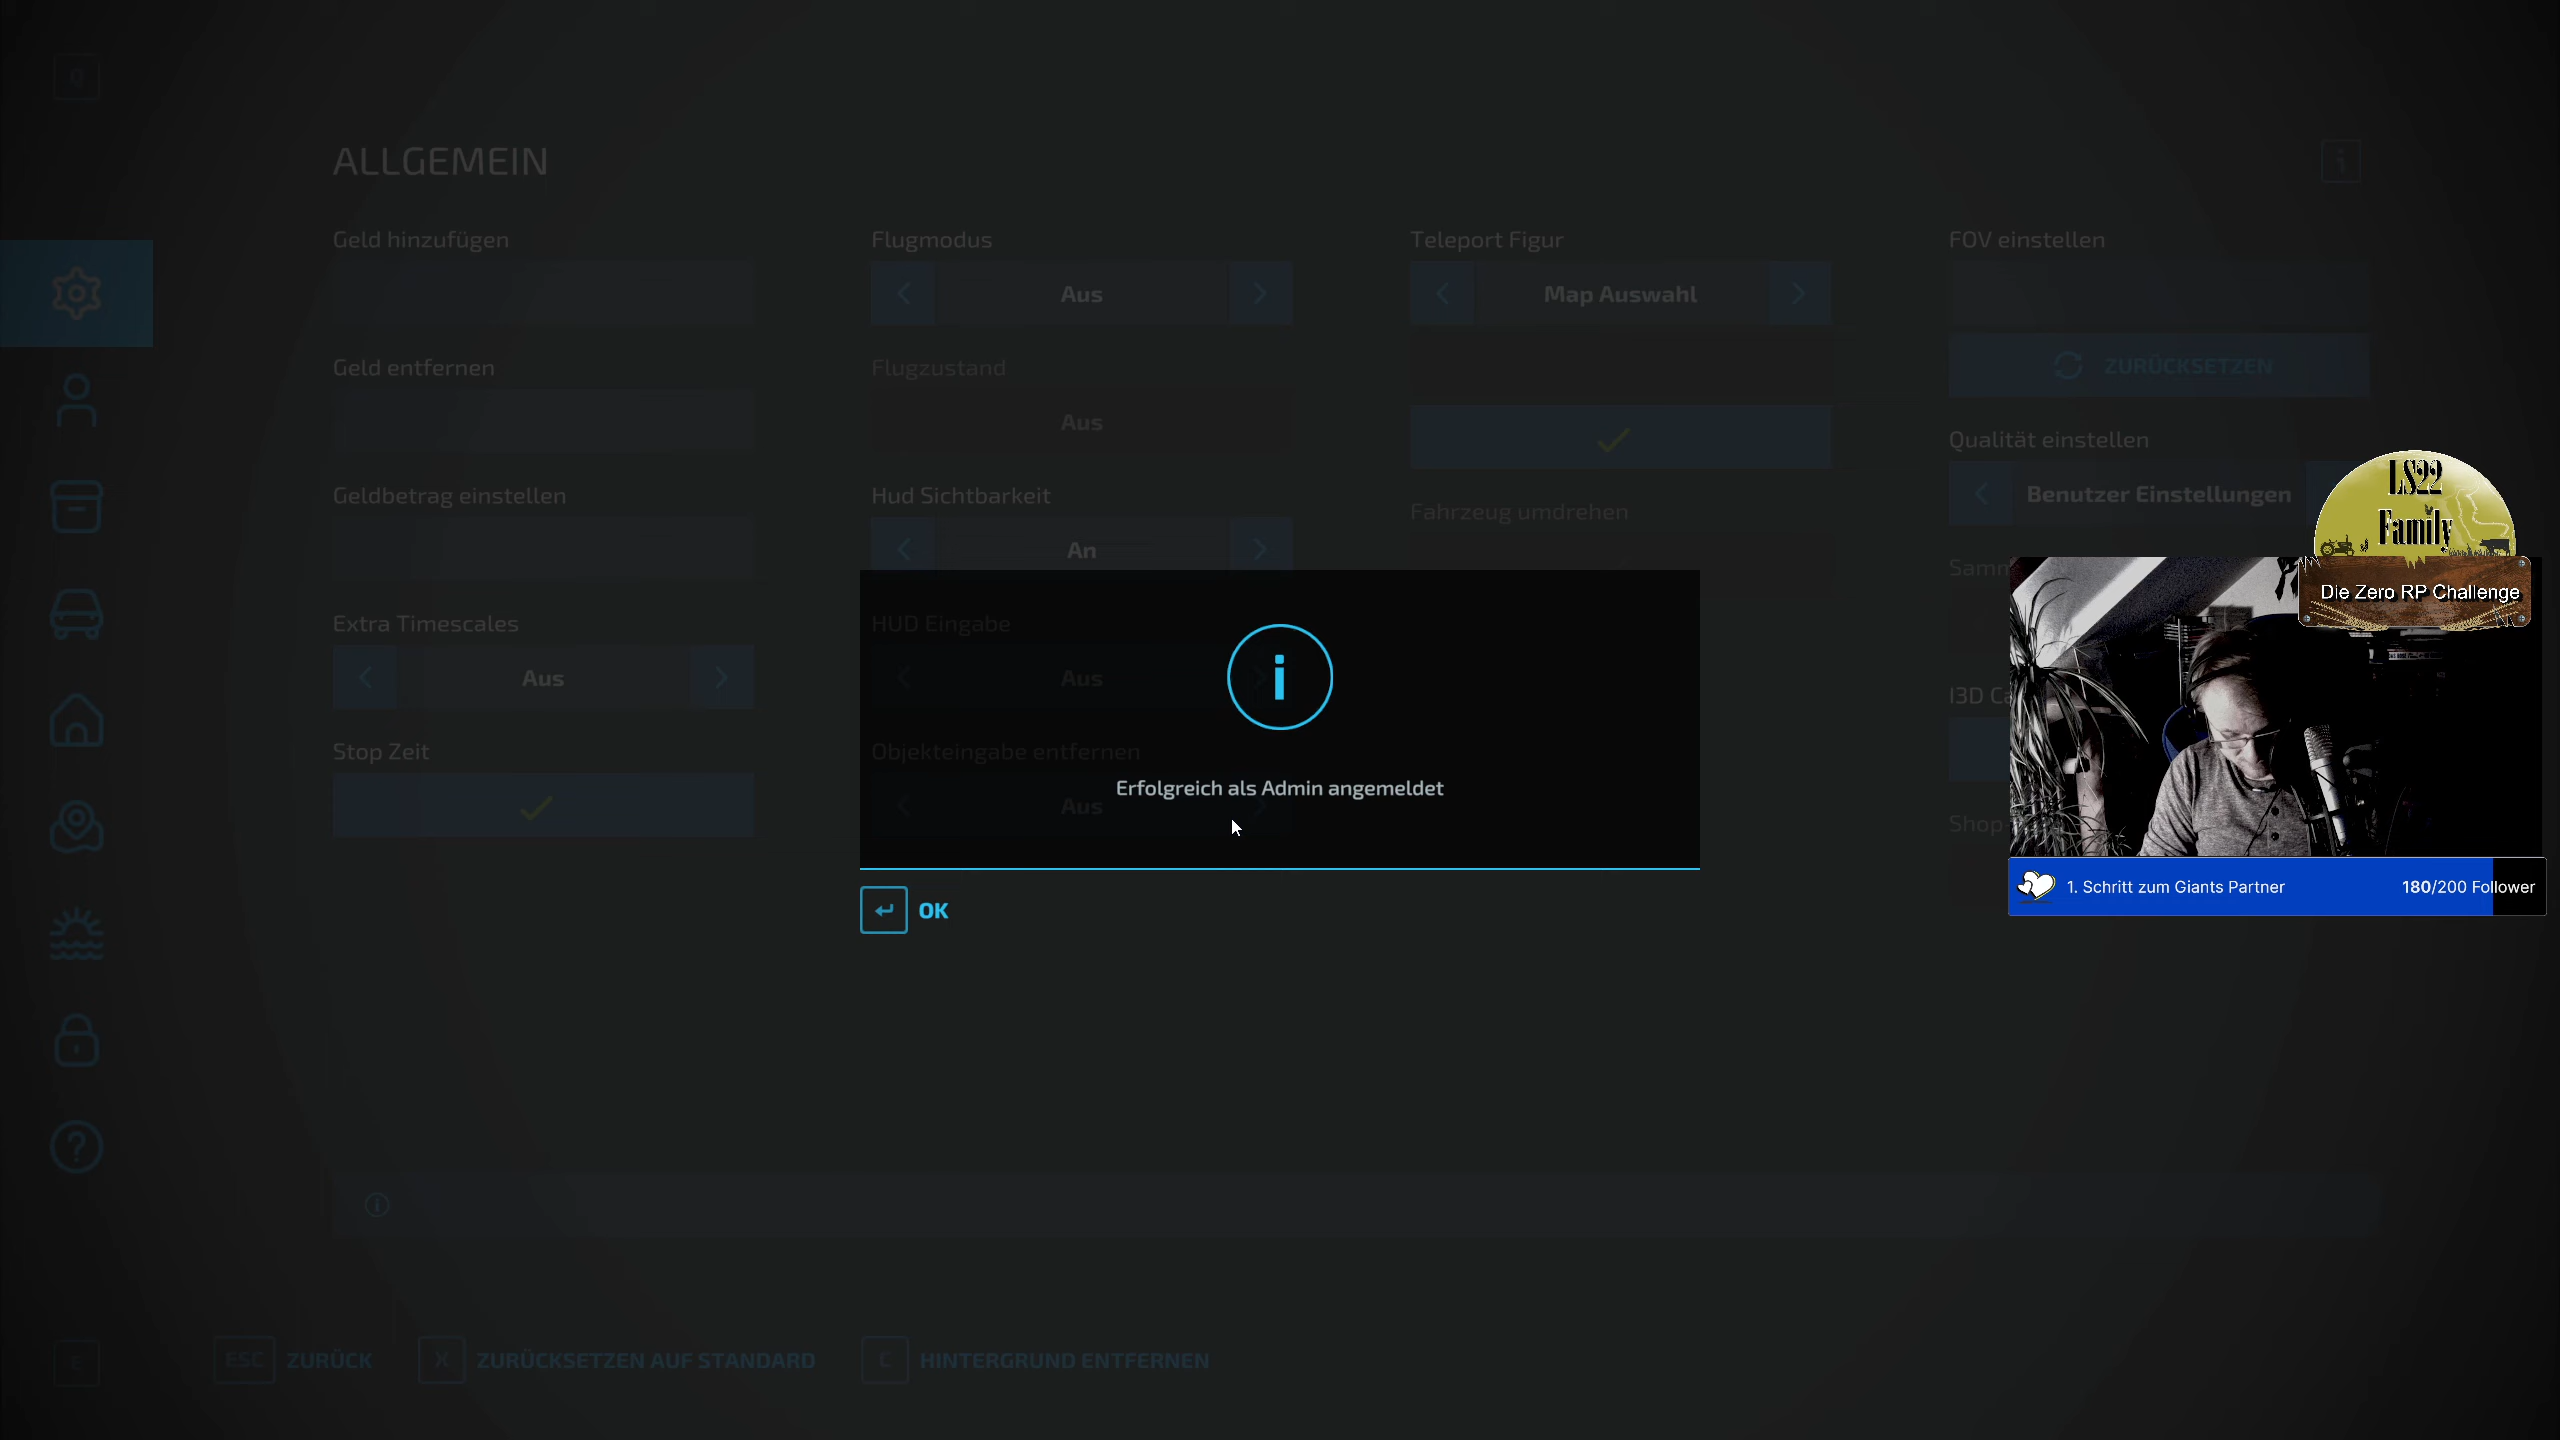 Q
ALLGEMEIN
Geld hinzufügen
Flugmodus
Teleport Figur
FOV einstellen
Aus
Map Auswahl
Geld entfernen
Flugzustand
ZURÜCKSETZEN
Aus
Qualität einstellen
Geldbetrag einstellen
Hud Sichtbarkeit
Fahrzeug umdrehen
Benutzer Einstellungen
An
LS22
Family
Die Zero RP Challenge
Extra Timescales
HUD Eingabe
Aus
Aus
Stop Zeit
Objekteingabe entfernen
Aus
Shop
Erfolgreich als Admin angemeldet
OK
1. Schritt zum Giants Partner
180/200 Follower
E
ESC ZURÜCK
X ZURÜCKSETZEN AUF STANDARD
C HINTERGRUND ENTFERNEN